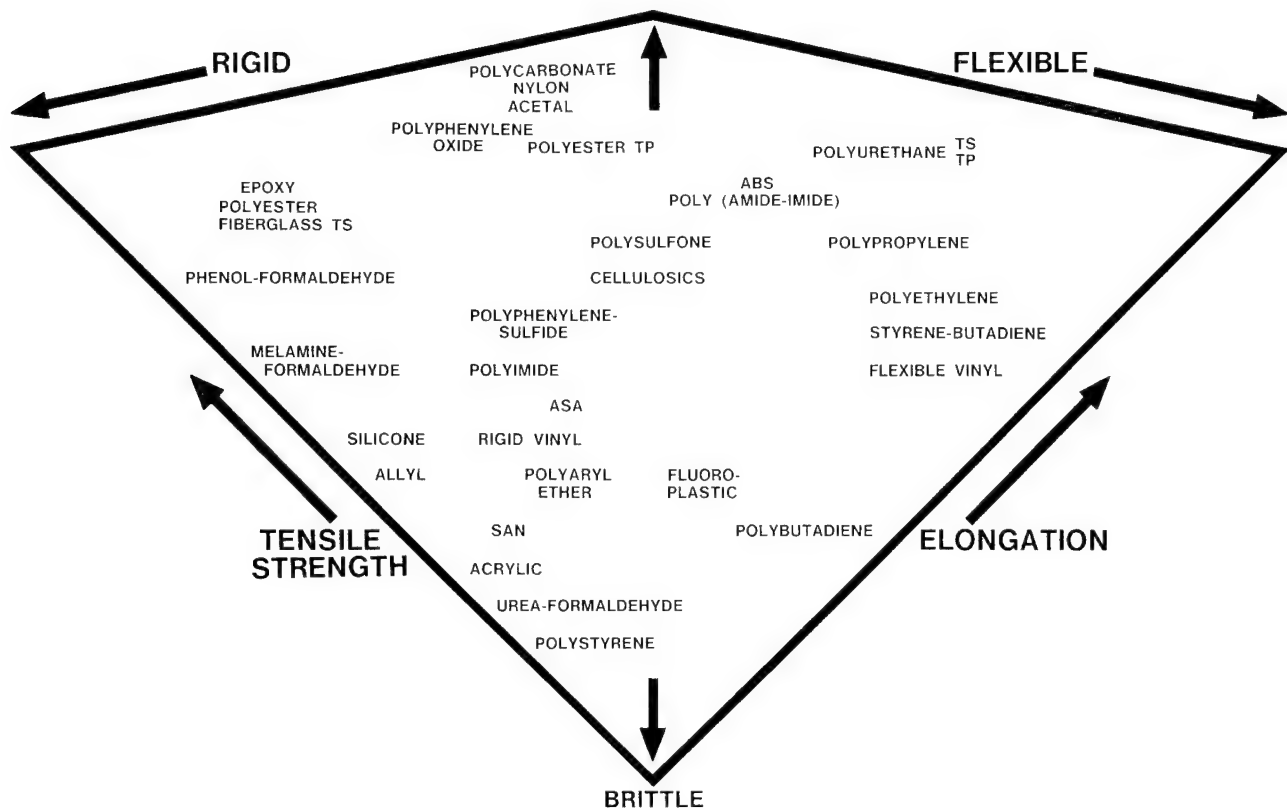 RIGID
FLEXIBLE
POLYCARBONATE
NYLON
ACETAL
POLYPHENYLENE
OXIDE
POLYESTER TP
POLYURETHANE TS
TP
EPOXY
POLYESTER
FIBERGLASS TS
ABS
POLY (AMIDE-IMIDE)
POLYSULFONE
POLYPROPYLENE
PHENOL-FORMALDEHYDE
CELLULOSICS
POLYETHYLENE
POLYPHENYLENE-
SULFIDE
STYRENE-BUTADIENE
MELAMINE-
FORMALDEHYDE
POLYIMIDE
FLEXIBLE VINYL
ASA
SILICONE
RIGID VINYL
ALLYL
POLYARYL
ETHER
FLUORO-
PLASTIC
SAN
POLYBUTADIENE
TENSILE
STRENGTH
ELONGATION
ACRYLIC
UREA-FORMALDEHYDE
POLYSTYRENE
BRITTLE